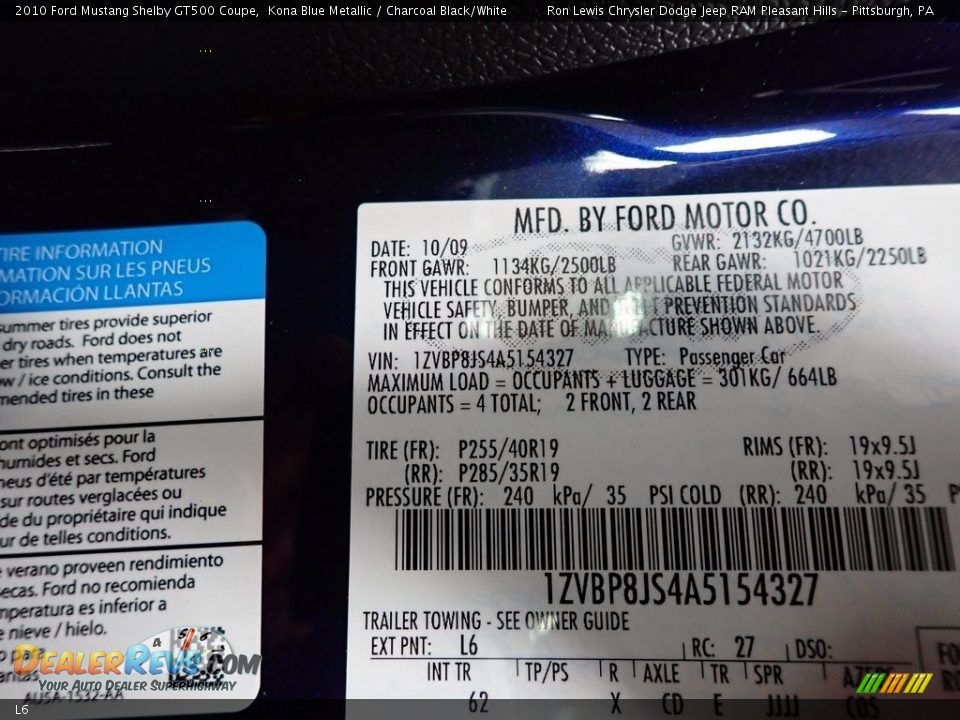 2010 Ford Mustang Shelby GT500 Coupe,  Kona Blue Metallic / Charcoal Black/White
Ron Lewis Chrysler Dodge Jeep RAM Pleasant Hills - Pittsburgh, PA
TIRE INFORMATION
MATION SUR LES PNEUS
ORMACIÓN LLANTAS
summer tires provide superior
dry roads. Ford does not
er tires when temperatures are
w / ice conditions. Consult the
mended tires in these
ont optimisés pour la
humides et secs. Ford
neus d'été par températures
sur routes verglacées ou
de du propriétaire qui indique
ur de telles conditions.
e verano proveen rendimiento
secas. Ford no recomienda
mperatura es inferior a
e nieve / hielo.
AUSA-1532-AA
MFD. BY FORD MOTOR CO.
DATE: 10/09 GVWR: 2132KG/4700LB
FRONT GAWR: 1134KG/2500LB REAR GAWR: 1021KG/2250LB
THIS VEHICLE CONFORMS TO ALL APPLICABLE FEDERAL MOTOR
VEHICLE SAFETY, BUMPER, AND PREVENTION STANDARDS
IN EFFECT ON THE DATE OF MANUFACTURE SHOWN ABOVE.
VIN: 1ZVBP8JS4A5154327 TYPE: Passenger Car
MAXIMUM LOAD = OCCUPANTS + LUGGAGE = 301KG/ 664LB
OCCUPANTS = 4 TOTAL; 2 FRONT, 2 REAR
TIRE (FR): P255/40R19 RIMS (FR): 19x9.5J
(RR): P285/35R19 (RR): 19x9.5J
PRESSURE (FR): 240 kPa/ 35 PSI COLD (RR): 240 kPa/ 35 P
1ZVBP8JS4A5154327
TRAILER TOWING - SEE OWNER GUIDE
EXT PNT: L6 RC: 27 DSO:
INT TR TP/PS R AXLE TR SPR
62 X CD E JJJJ
DEALERREVS.COM
YOUR AUTO DEALER SUPERHIGHWAY
L6